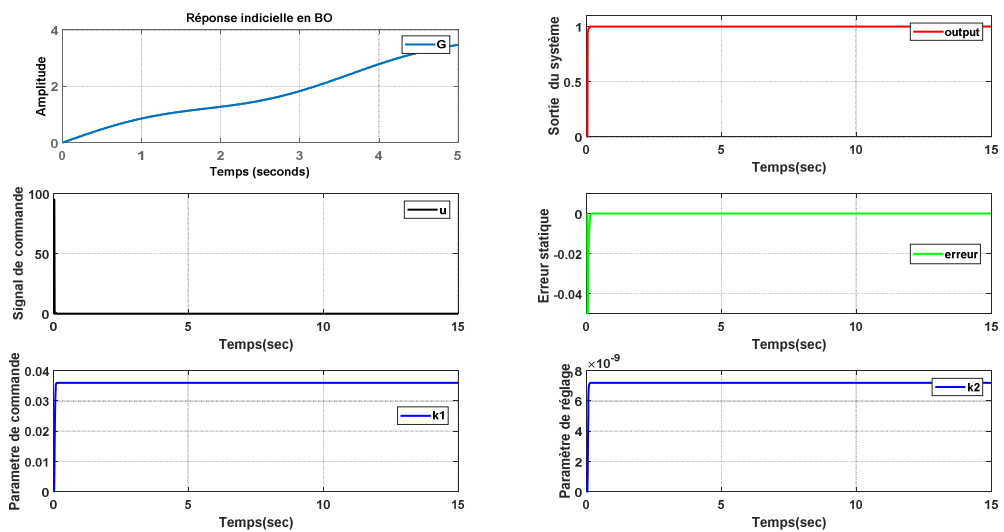 Réponse indicielle en BO
Amplitude
4
2
0
G
0 1 2 3 4 5
Temps (seconds)
Sortie du système
1
0.5
0
output
0 5 10 15
Temps(sec)
Signal de commande
100
50
0
u
0 5 10 15
Temps(sec)
Erreur statique
0
-0.02
-0.04
erreur
0 5 10 15
Temps(sec)
Parametre de commande
0.04
0.03
0.02
0.01
0
k1
0 5 10 15
Temps(sec)
Paramètre de réglage
×10-9
8
6
4
2
0
k2
0 5 10 15
Temps(sec)